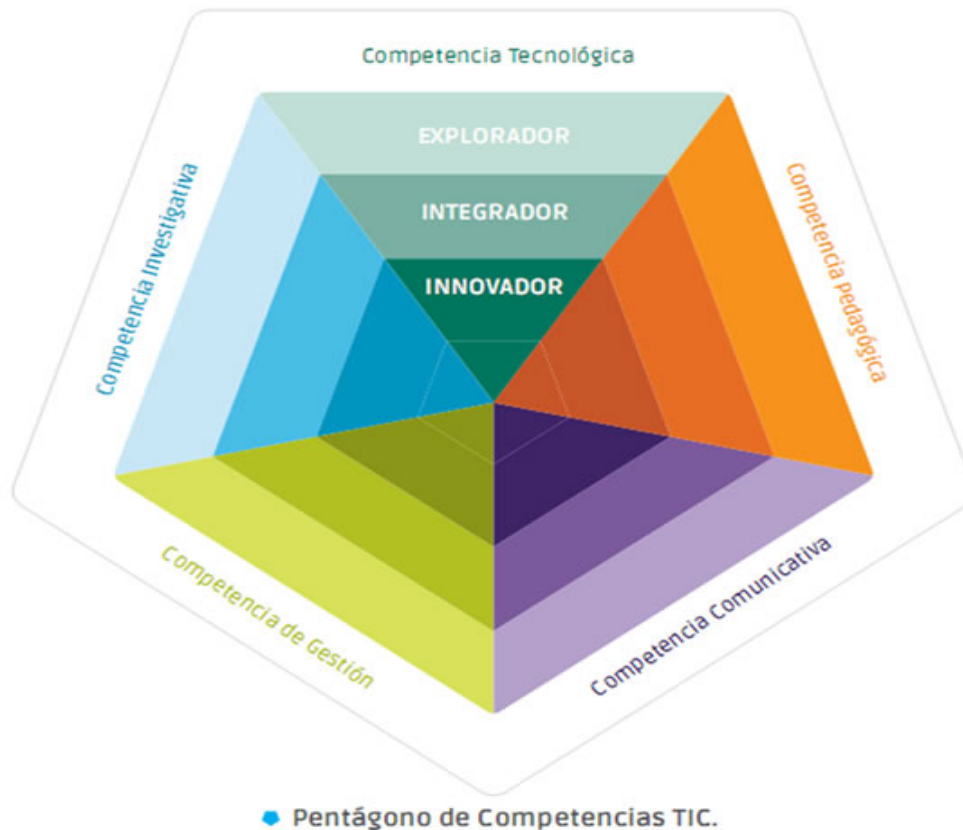 Competencia Tecnológica
EXPLORADOR
INTEGRADOR
INNOVADOR
Competencia Investigativa
Competencia pedagógica
Competencia de Gestión
Competencia Comunicativa
Pentágono de Competencias TIC.